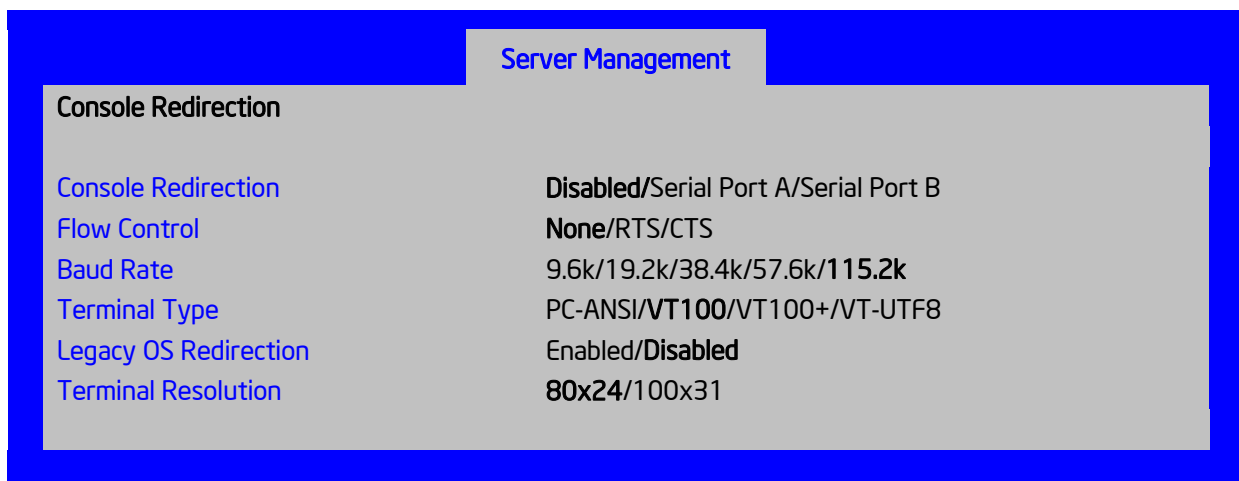 Server Management
Console Redirection
Console Redirection Disabled/Serial Port A/Serial Port B
Flow Control None/RTS/CTS
Baud Rate 9.6k/19.2k/38.4k/57.6k/115.2k
Terminal Type PC-ANSI/VT100/VT100+/VT-UTF8
Legacy OS Redirection Enabled/Disabled
Terminal Resolution 80x24/100x31